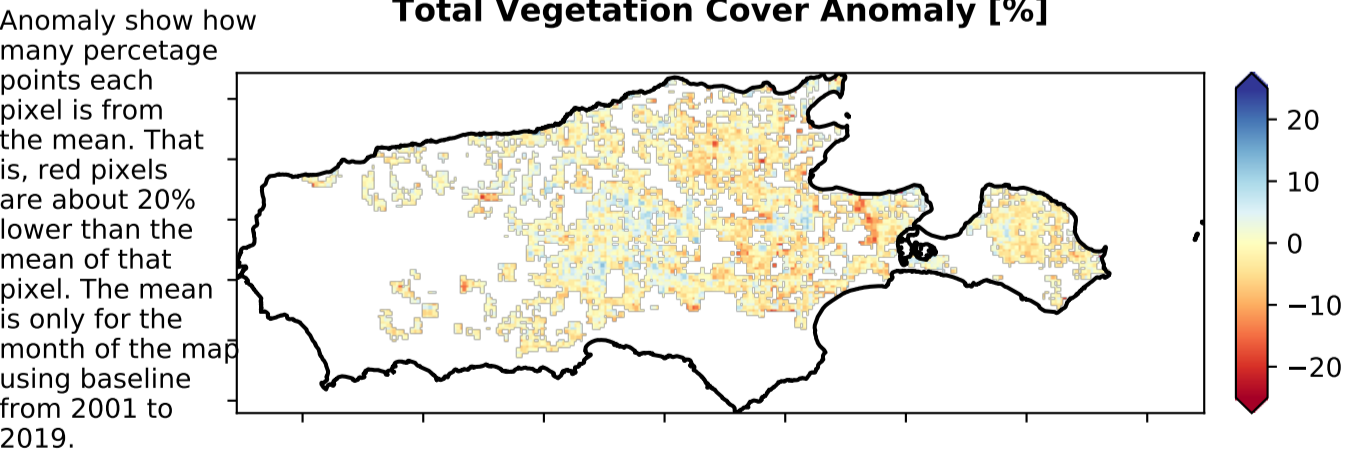 Total Vegetation Cover Anomaly [%]
Anomaly show how
many percetage
points each
pixel is from
the mean. That
is, red pixels
are about 20%
lower than the
mean of that
pixel. The mean
is only for the
month of the map
using baseline
from 2001 to
2019.
20
10
0
−10
−20